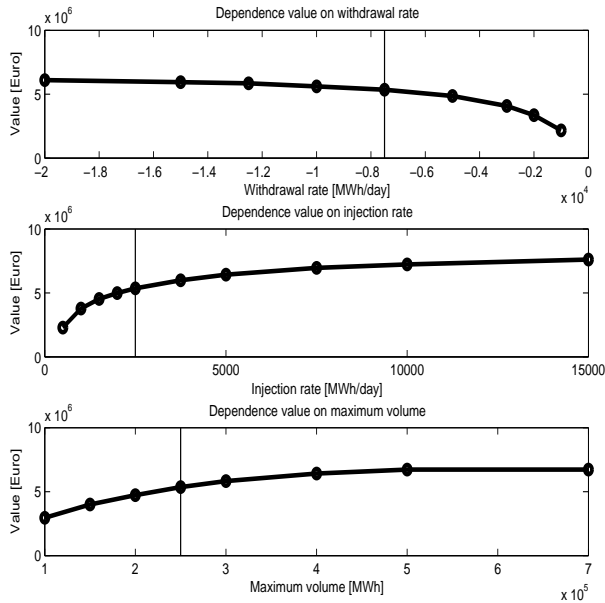 Dependence value on withdrawal rate
x 10^6
10
5
0
Value [Euro]
−2 −1.8 −1.6 −1.4 −1.2 −1 −0.8 −0.6 −0.4 −0.2 0
Withdrawal rate [MWh/day]
x 10^4
Dependence value on injection rate
x 10^6
10
5
0
Value [Euro]
0 5000 10000 15000
Injection rate [MWh/day]
Dependence value on maximum volume
x 10^6
10
5
0
Value [Euro]
1 2 3 4 5 6 7
Maximum volume [MWh]
x 10^5